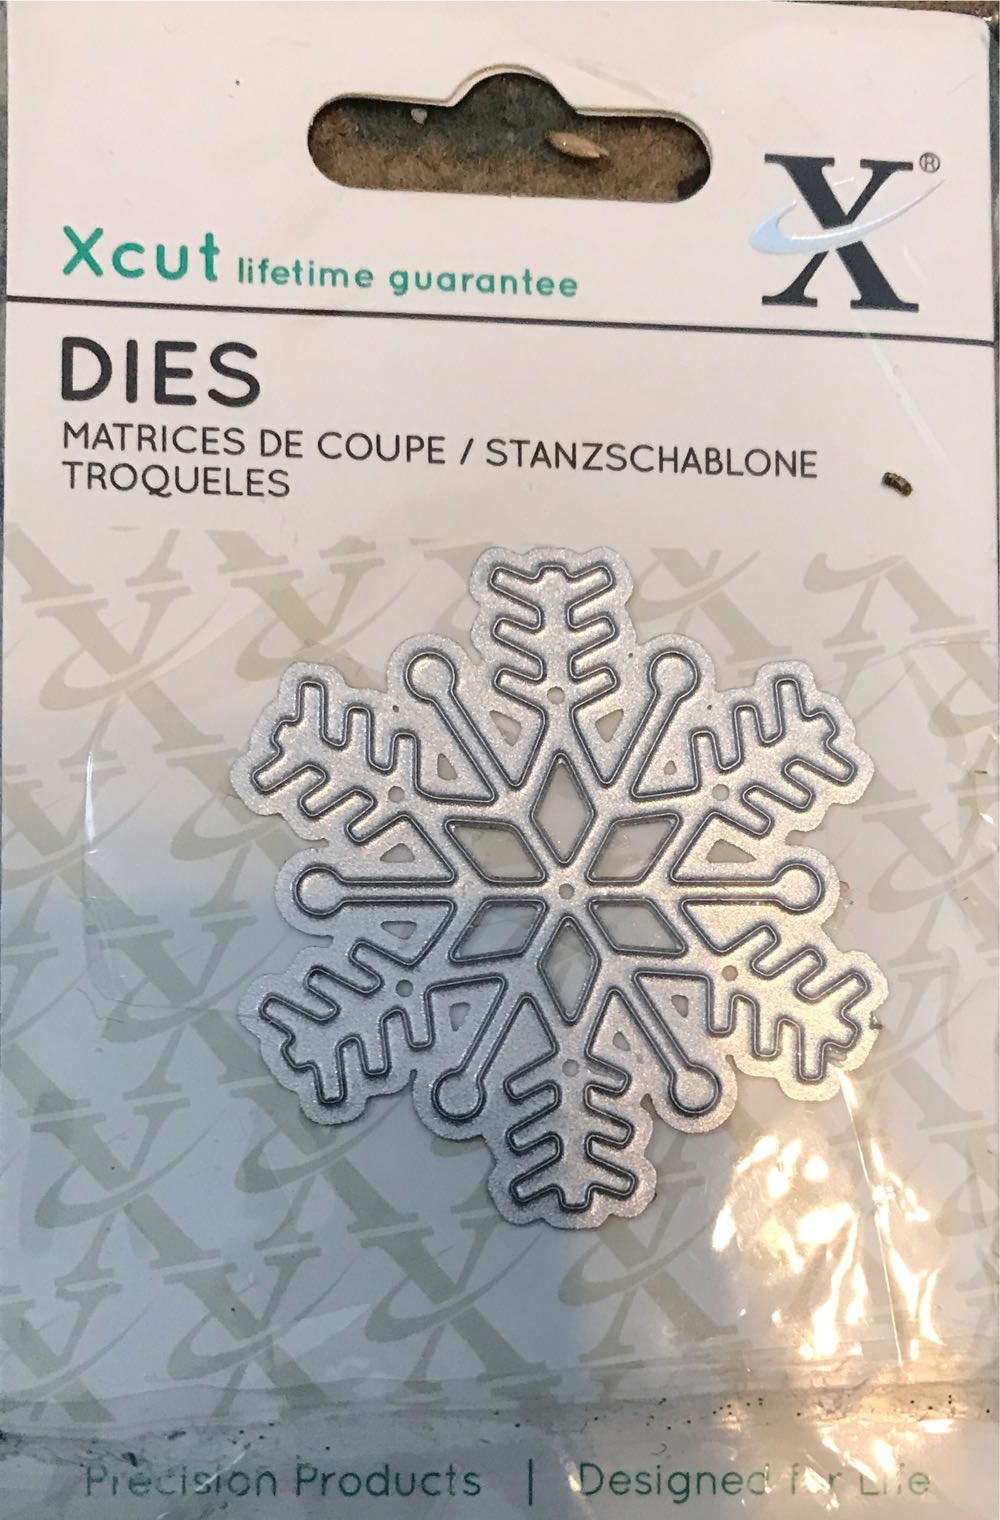 X®
Xcut lifetime guarantee
DIES
MATRICES DE COUPE / STANZSCHABLONE
TROQUELES
Precision Products | Designed for Life